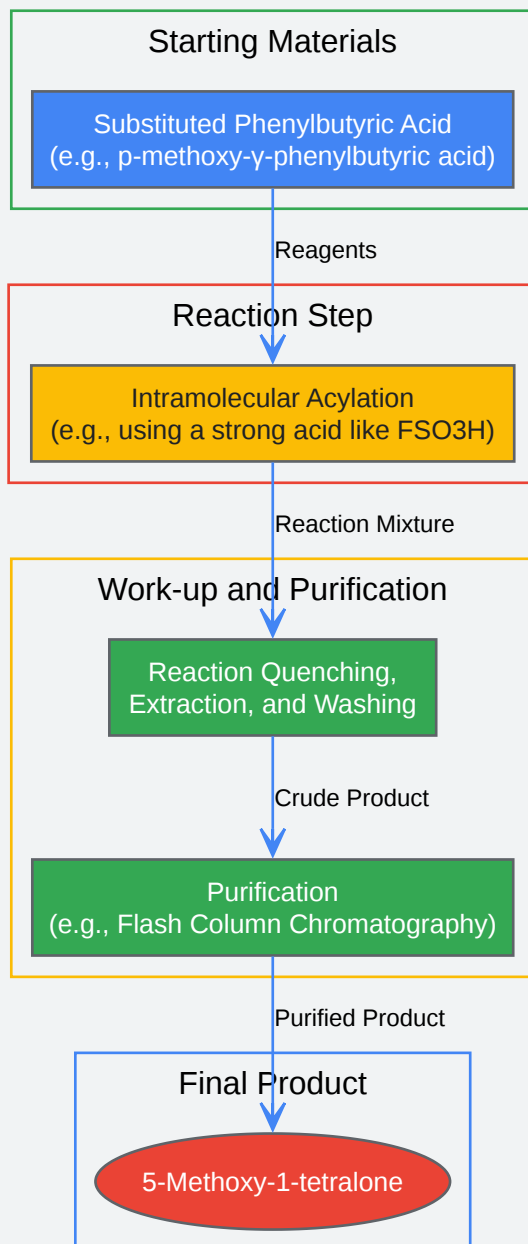 Starting Materials
Substituted Phenylbutyric Acid
(e.g., p-methoxy-γ-phenylbutyric acid)
Reagents
Reaction Step
Intramolecular Acylation
(e.g., using a strong acid like FSO3H)
Reaction Mixture
Work-up and Purification
Reaction Quenching,
Extraction, and Washing
Crude Product
Purification
(e.g., Flash Column Chromatography)
Purified Product
Final Product
5-Methoxy-1-tetralone